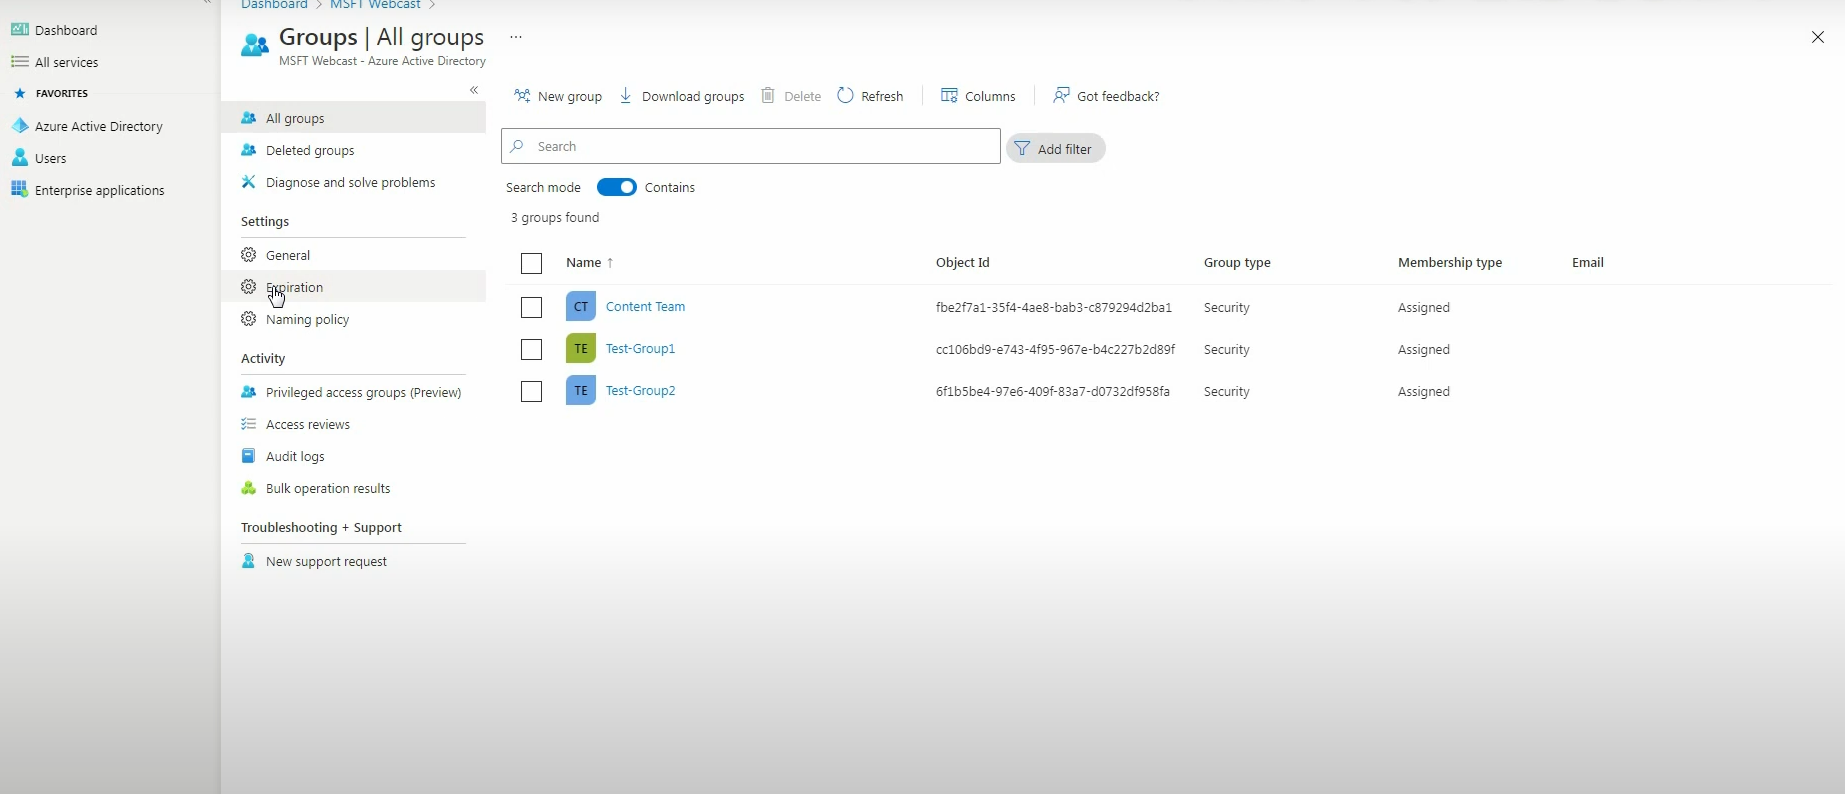 Dashboard > MSFT Webcast >
Groups | All groups ...
MSFT Webcast - Azure Active Directory
Dashboard
All services
FAVORITES
Azure Active Directory
Users
Enterprise applications
All groups
Deleted groups
Diagnose and solve problems
Settings
General
Expiration
Naming policy
Activity
Privileged access groups (Preview)
Access reviews
Audit logs
Bulk operation results
Troubleshooting + Support
New support request
New group Download groups Delete Refresh Columns Got feedback?
Search Add filter
Search mode Contains
3 groups found
Name ↑ Object Id Group type Membership type Email
CT Content Team fbe2f7a1-35f4-4ae8-bab3-c879294d2ba1 Security Assigned
TE Test-Group1 cc106bd9-e743-4f95-967e-b4c227b2d89f Security Assigned
TE Test-Group2 6f1b5be4-97e6-409f-83a7-d0732df958fa Security Assigned